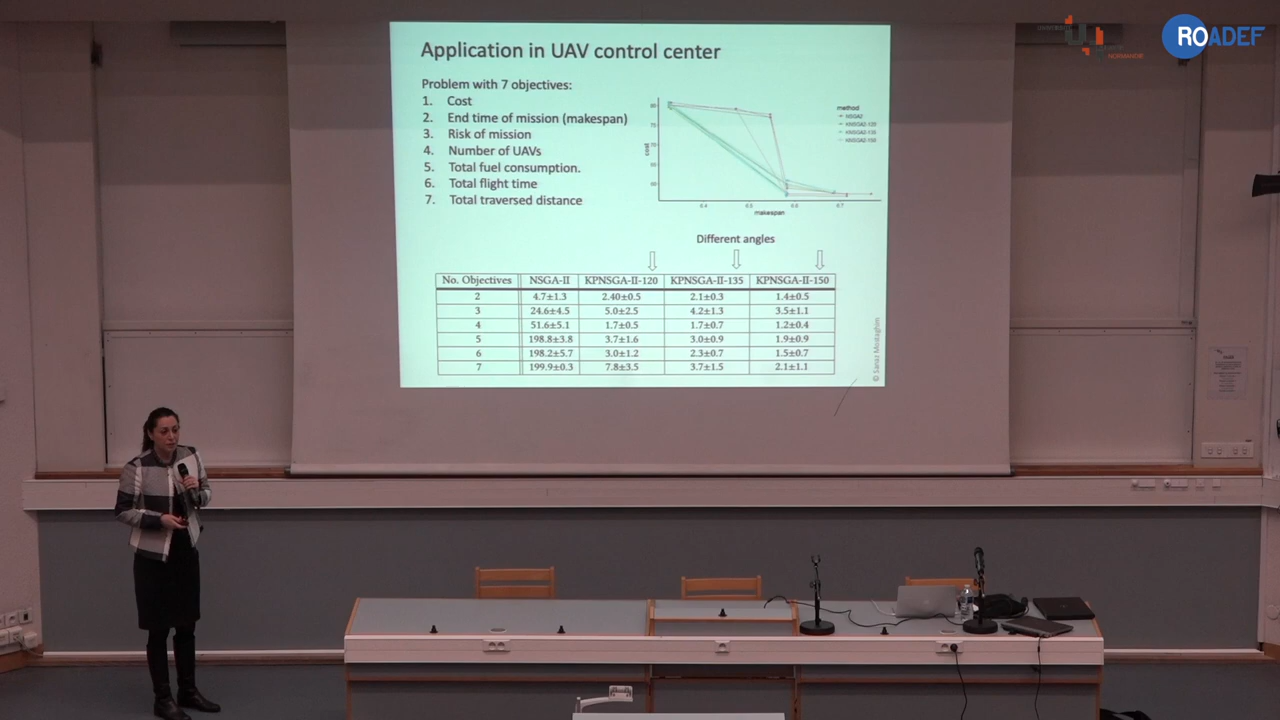 ROADEF
NORMANDIE
Application in UAV control center
Problem with 7 objectives:
1. Cost
2. End time of mission (makespan)
3. Risk of mission
4. Number of UAVs
5. Total fuel consumption.
6. Total flight time
7. Total traversed distance
cost
makespan
method
NSGA2
Different angles
No. Objectives NSGA-II KPNSGA-II-120 KPNSGA-II-135 KPNSGA-II-150
2 4.7±1.3 2.40±0.5 2.1±0.3 1.4±0.5
3 24.6±4.5 5.0±2.5 4.2±1.3 3.5±1.1
4 51.6±5.1 1.7±0.5 1.7±0.7 1.2±0.4
5 198.8±3.8 3.7±1.6 3.0±0.9 1.9±0.9
6 198.2±5.7 3.0±1.2 2.3±0.7 1.5±0.7
7 199.9±0.3 7.8±3.5 3.7±1.5 2.1±1.1
© Sanaz Mostaghim